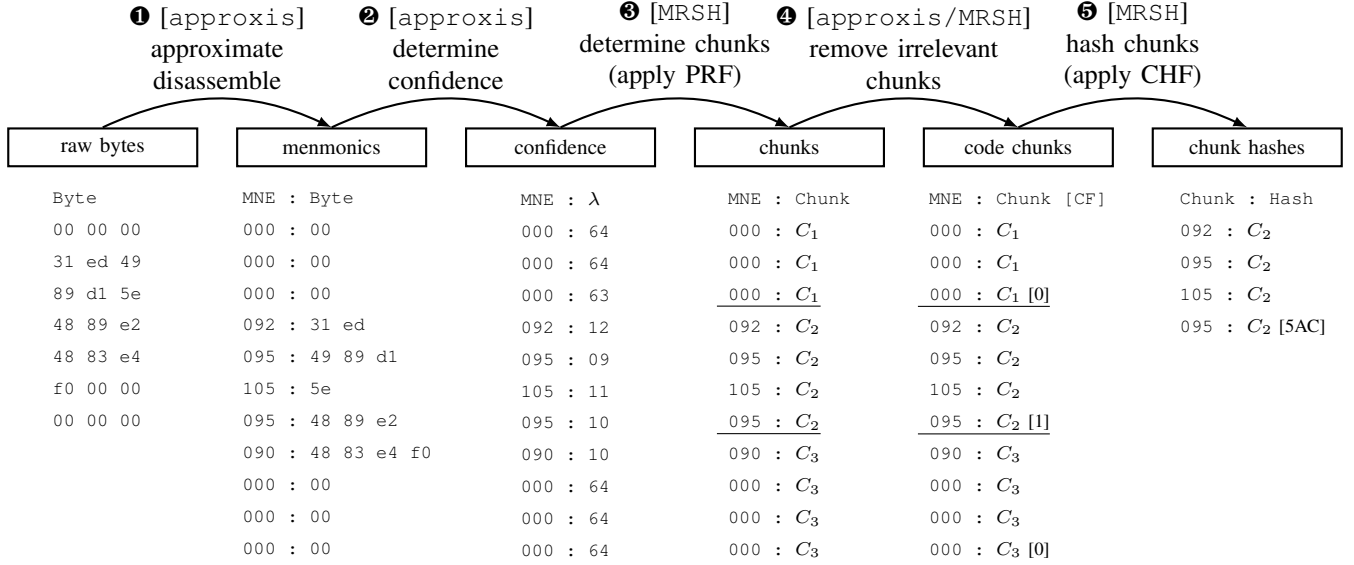 ❶ [approxis] ❷ [approxis] ❸ [MRSH] ❹ [approxis/MRSH] ❺ [MRSH]
approximate determine determine chunks remove irrelevant hash chunks
disassemble confidence (apply PRF) chunks (apply CHF)
raw bytes menmonics confidence chunks code chunks chunk hashes
Byte MNE : Byte MNE : λ MNE : Chunk MNE : Chunk [CF] Chunk : Hash
00 00 00 000 : 00 000 : 64 000 : C1 000 : C1 092 : C2
31 ed 49 000 : 00 000 : 64 000 : C1 000 : C1 095 : C2
89 d1 5e 000 : 00 000 : 63 000 : C1 000 : C1 [0] 105 : C2
48 89 e2 092 : 31 ed 092 : 12 092 : C2 092 : C2 095 : C2 [5AC]
48 83 e4 095 : 49 89 d1 095 : 09 095 : C2 095 : C2
f0 00 00 105 : 5e 105 : 11 105 : C2 105 : C2
00 00 00 095 : 48 89 e2 095 : 10 095 : C2 095 : C2 [1]
090 : 48 83 e4 f0 090 : 10 090 : C3 090 : C3
000 : 00 000 : 64 000 : C3 000 : C3
000 : 00 000 : 64 000 : C3 000 : C3
000 : 00 000 : 64 000 : C3 000 : C3 [0]